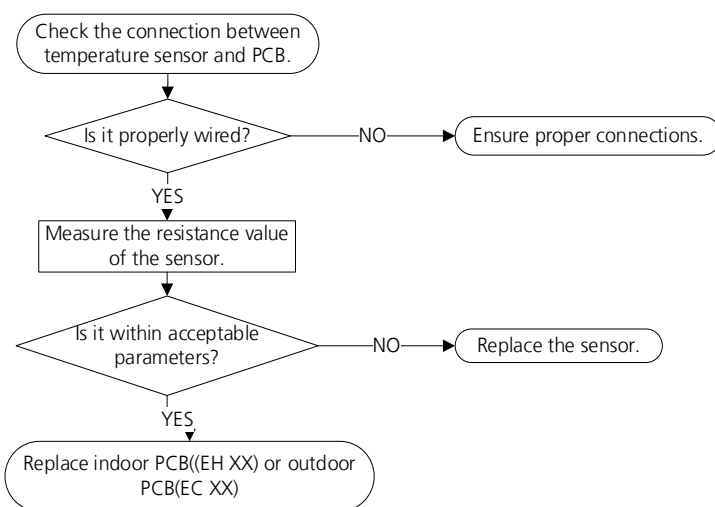 Check the connection between
temperature sensor and PCB.
Is it properly wired?
NO
Ensure proper connections.
YES
Measure the resistance value
of the sensor.
Is it within acceptable
parameters?
NO
Replace the sensor.
YES
Replace indoor PCB((EH XX) or outdoor
PCB(EC XX)